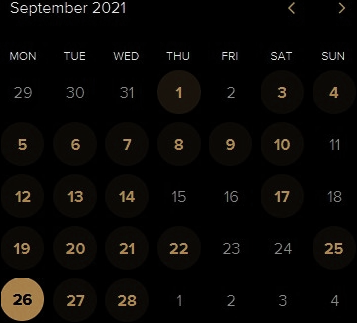 September 2021
MON TUE WED THU FRI SAT SUN
29 30 31 1 2 3 4
5 6 7 8 9 10 11
12 13 14 15 16 17 18
19 20 21 22 23 24 25
26 27 28 1 2 3 4